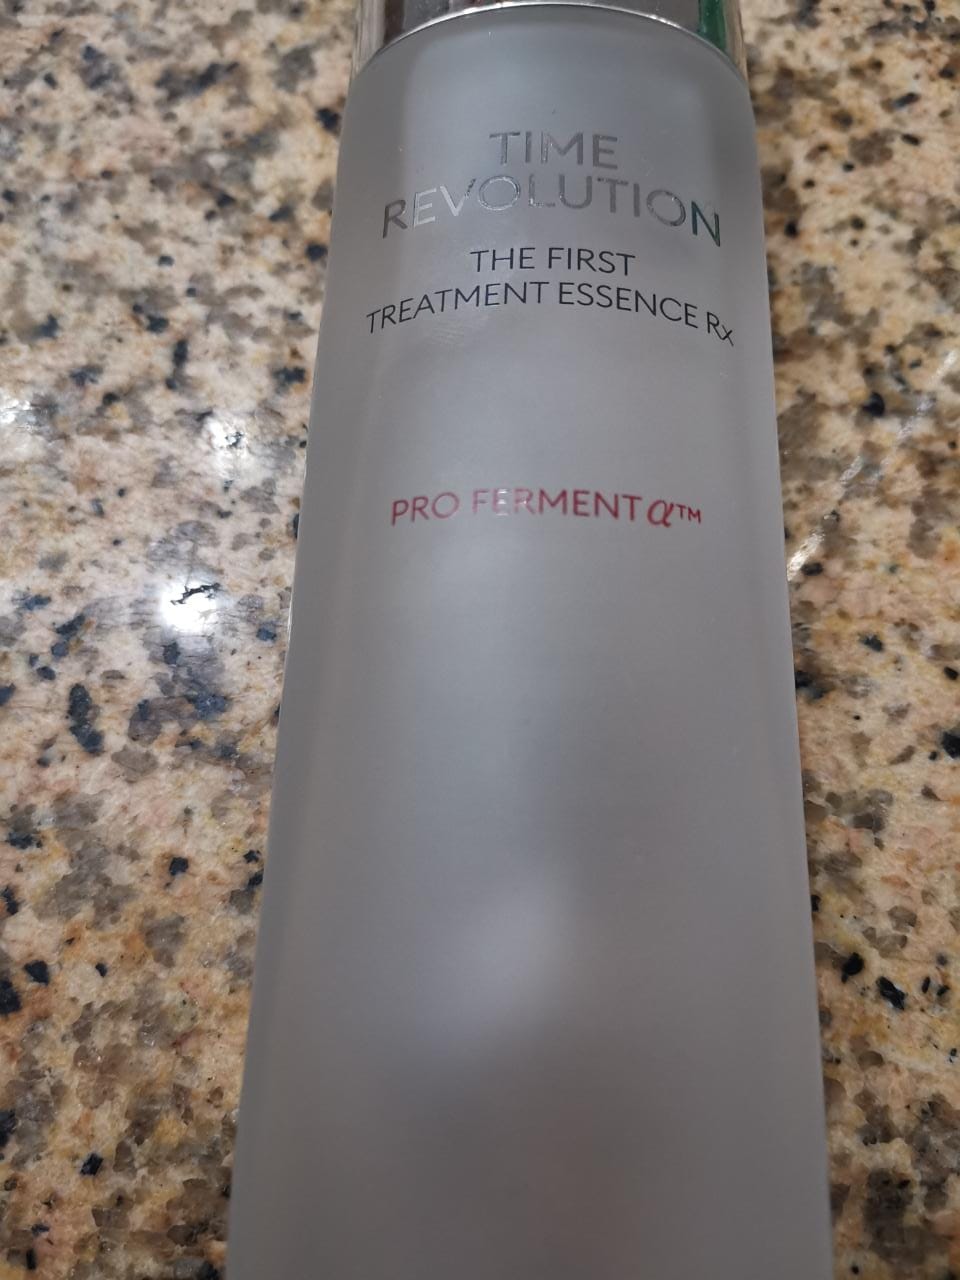 TIME
REVOLUTION
THE FIRST
TREATMENT ESSENCE Rx
PRO FERMENT α™